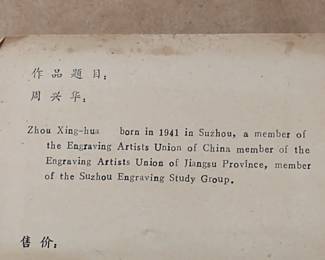 作品题目：
周兴华：
Zhou Xing-hua born in 1941 in Suzhou, a member of
the Engraving Artists Union of China member of the
Engraving Artists Union of Jiangsu Province, member
of the Suzhou Engraving Study Group.
售价：